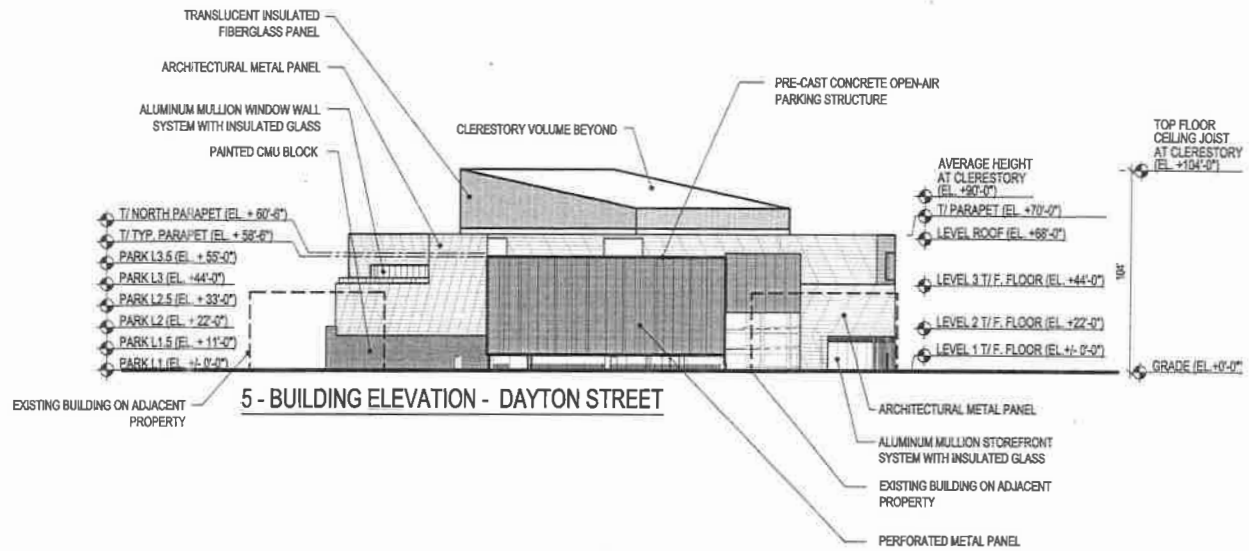 TRANSLUCENT INSULATED
FIBERGLASS PANEL
ARCHITECTURAL METAL PANEL
ALUMINUM MULLION WINDOW WALL
SYSTEM WITH INSULATED GLASS
PAINTED CMU BLOCK
CLERESTORY VOLUME BEYOND
PRE-CAST CONCRETE OPEN-AIR
PARKING STRUCTURE
T/ NORTH PARAPET (EL. + 60'-6")
T/ TYP. PARAPET (EL. + 58'-6")
PARK L3.5 (EL. + 55'-0")
PARK L3 (EL. +44'-0")
PARK L2.5 (EL. + 33'-0")
PARK L2 (EL. + 22'-0")
PARK L1.5 (EL. + 11'-0")
PARK L1 (EL. +/- 0'-0")
EXISTING BUILDING ON ADJACENT
PROPERTY
AVERAGE HEIGHT
AT CLERESTORY
(EL. +90'-0")
T/ PARAPET (EL. +70'-0")
LEVEL ROOF (EL. +68'-0")
LEVEL 3 T/ F. FLOOR (EL. +44'-0")
LEVEL 2 T/ F. FLOOR (EL. +22'-0")
LEVEL 1 T/ F. FLOOR (EL.+/- 0'-0")
TOP FLOOR
CEILING JOIST
AT CLERESTORY
(EL. +104'-0")
104'
GRADE (EL.+0'-0")
5 - BUILDING ELEVATION - DAYTON STREET
ARCHITECTURAL METAL PANEL
ALUMINUM MULLION STOREFRONT
SYSTEM WITH INSULATED GLASS
EXISTING BUILDING ON ADJACENT
PROPERTY
PERFORATED METAL PANEL